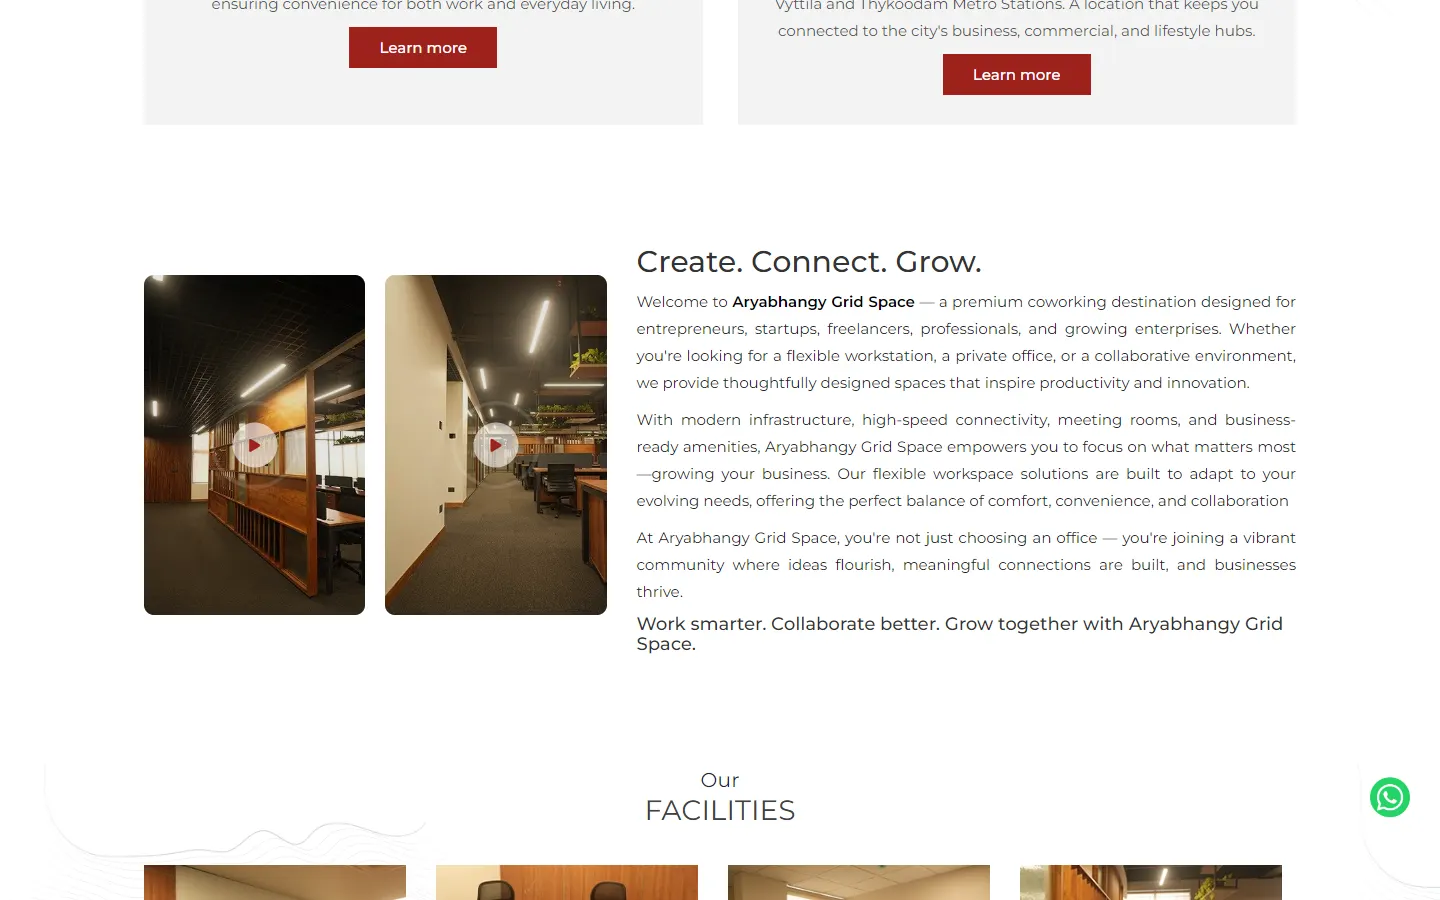 ensuring convenience for both work and everyday living.
Learn more
Vyttila and Thykoodam Metro Stations. A location that keeps you
connected to the city's business, commercial, and lifestyle hubs.
Learn more
Create. Connect. Grow.
Welcome to Aryabhangy Grid Space — a premium coworking destination designed for
entrepreneurs, startups, freelancers, professionals, and growing enterprises. Whether
you're looking for a flexible workstation, a private office, or a collaborative environment,
we provide thoughtfully designed spaces that inspire productivity and innovation.
With modern infrastructure, high-speed connectivity, meeting rooms, and business-
ready amenities, Aryabhangy Grid Space empowers you to focus on what matters most
—growing your business. Our flexible workspace solutions are built to adapt to your
evolving needs, offering the perfect balance of comfort, convenience, and collaboration
At Aryabhangy Grid Space, you're not just choosing an office — you're joining a vibrant
community where ideas flourish, meaningful connections are built, and businesses
thrive.
Work smarter. Collaborate better. Grow together with Aryabhangy Grid
Space.
Our
FACILITIES